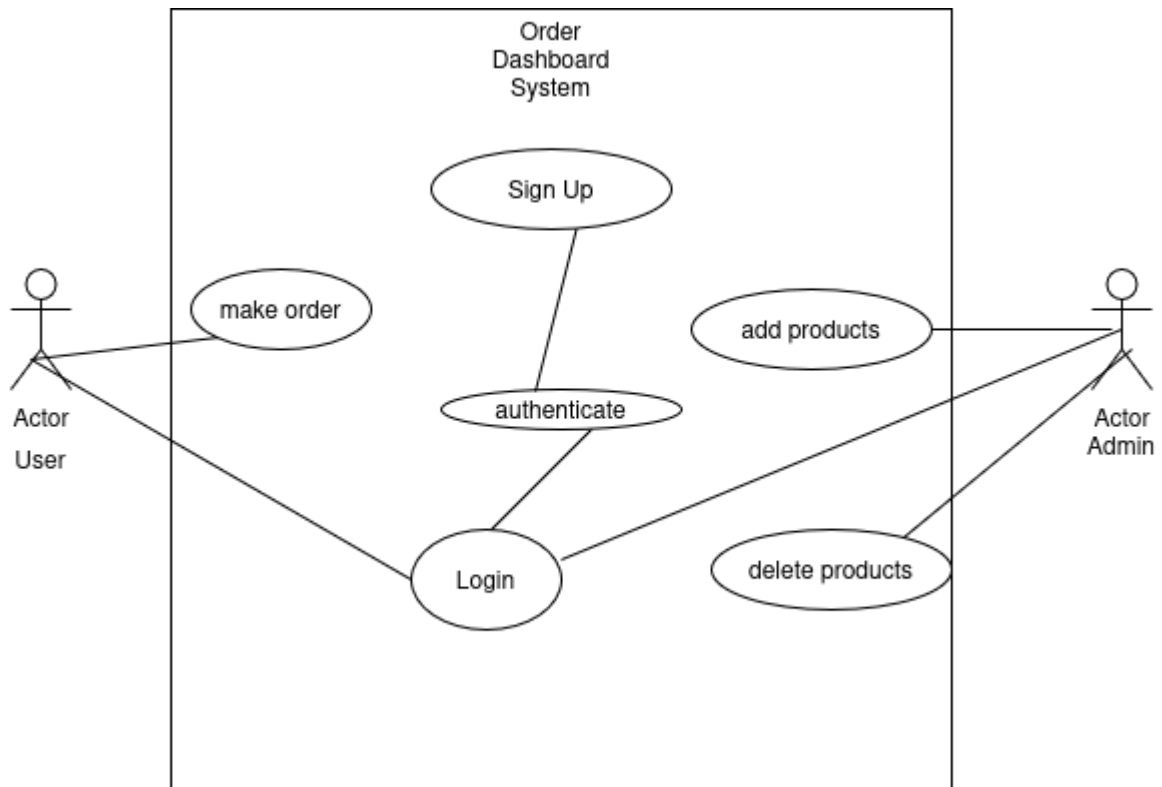 Order
Dashboard
System
Sign Up
make order
add products
authenticate
Actor
User
Actor
Admin
Login
delete products